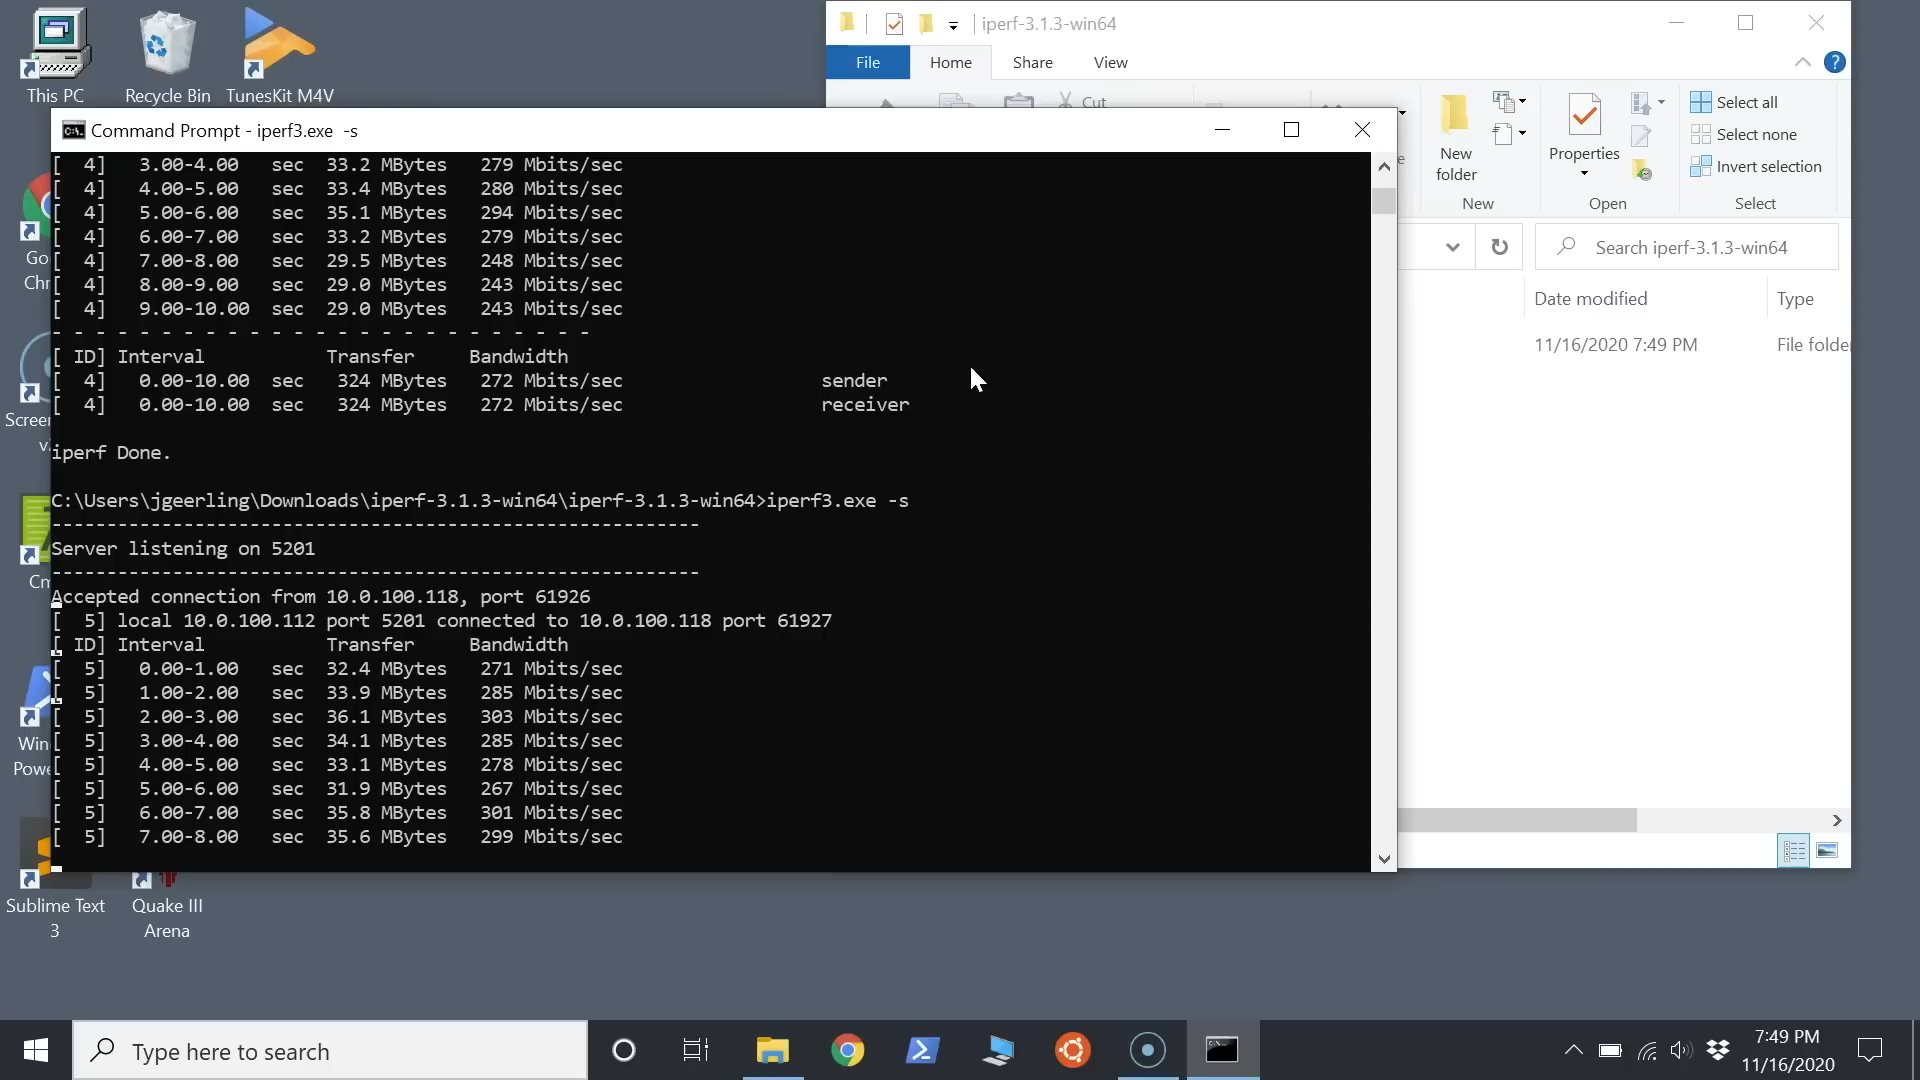 This PC
Recycle Bin
TunesKit M4V
iperf-3.1.3-win64
File
Home
Share
View
Cut
New
folder
Properties
Select all
Select none
Invert selection
New
Open
Select
Search iperf-3.1.3-win64
Date modified
Type
11/16/2020 7:49 PM
File folde
Command Prompt - iperf3.exe  -s
[  4]   3.00-4.00   sec  33.2 MBytes   279 Mbits/sec
[  4]   4.00-5.00   sec  33.4 MBytes   280 Mbits/sec
[  4]   5.00-6.00   sec  35.1 MBytes   294 Mbits/sec
[  4]   6.00-7.00   sec  33.2 MBytes   279 Mbits/sec
[  4]   7.00-8.00   sec  29.5 MBytes   248 Mbits/sec
[  4]   8.00-9.00   sec  29.0 MBytes   243 Mbits/sec
[  4]   9.00-10.00  sec  29.0 MBytes   243 Mbits/sec
- - - - - - - - - - - - - - - - - - - - - - - - -
[ ID] Interval           Transfer     Bandwidth
[  4]   0.00-10.00  sec   324 MBytes   272 Mbits/sec                  sender
[  4]   0.00-10.00  sec   324 MBytes   272 Mbits/sec                  receiver
iperf Done.
C:\Users\jgeerling\Downloads\iperf-3.1.3-win64\iperf-3.1.3-win64>iperf3.exe -s
-----------------------------------------------------------
Server listening on 5201
-----------------------------------------------------------
Accepted connection from 10.0.100.118, port 61926
[  5] local 10.0.100.112 port 5201 connected to 10.0.100.118 port 61927
[ ID] Interval           Transfer     Bandwidth
[  5]   0.00-1.00   sec  32.4 MBytes   271 Mbits/sec
[  5]   1.00-2.00   sec  33.9 MBytes   285 Mbits/sec
[  5]   2.00-3.00   sec  36.1 MBytes   303 Mbits/sec
[  5]   3.00-4.00   sec  34.1 MBytes   285 Mbits/sec
[  5]   4.00-5.00   sec  33.1 MBytes   278 Mbits/sec
[  5]   5.00-6.00   sec  31.9 MBytes   267 Mbits/sec
[  5]   6.00-7.00   sec  35.8 MBytes   301 Mbits/sec
[  5]   7.00-8.00   sec  35.6 MBytes   299 Mbits/sec
Go
Chr
Screen
v
Cm
Win
Powe
Sublime Text
3
Quake III
Arena
Type here to search
7:49 PM
11/16/2020